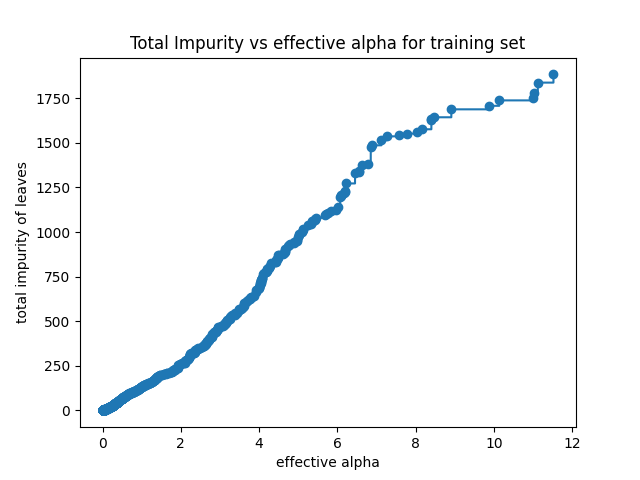 Total Impurity vs effective alpha for training set
total impurity of leaves
1750
1500
1250
1000
750
500
250
0
0 2 4 6 8 10 12
effective alpha